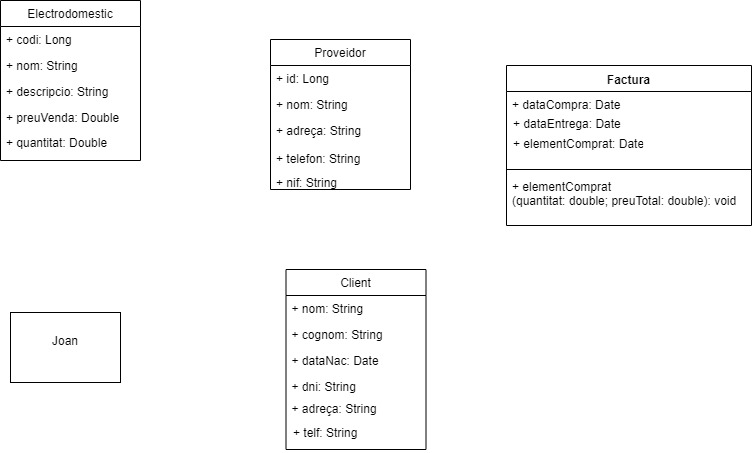 Electrodomestic
+ codi: Long
+ nom: String
+ descripcio: String
+ preuVenda: Double
+ quantitat: Double
Proveidor
+ id: Long
+ nom: String
+ adreça: String
+ telefon: String
+ nif: String
Factura
+ dataCompra: Date
+ dataEntrega: Date
+ elementComprat: Date
+ elementComprat
(quantitat: double; preuTotal: double): void
Joan
Client
+ nom: String
+ cognom: String
+ dataNac: Date
+ dni: String
+ adreça: String
+ telf: String